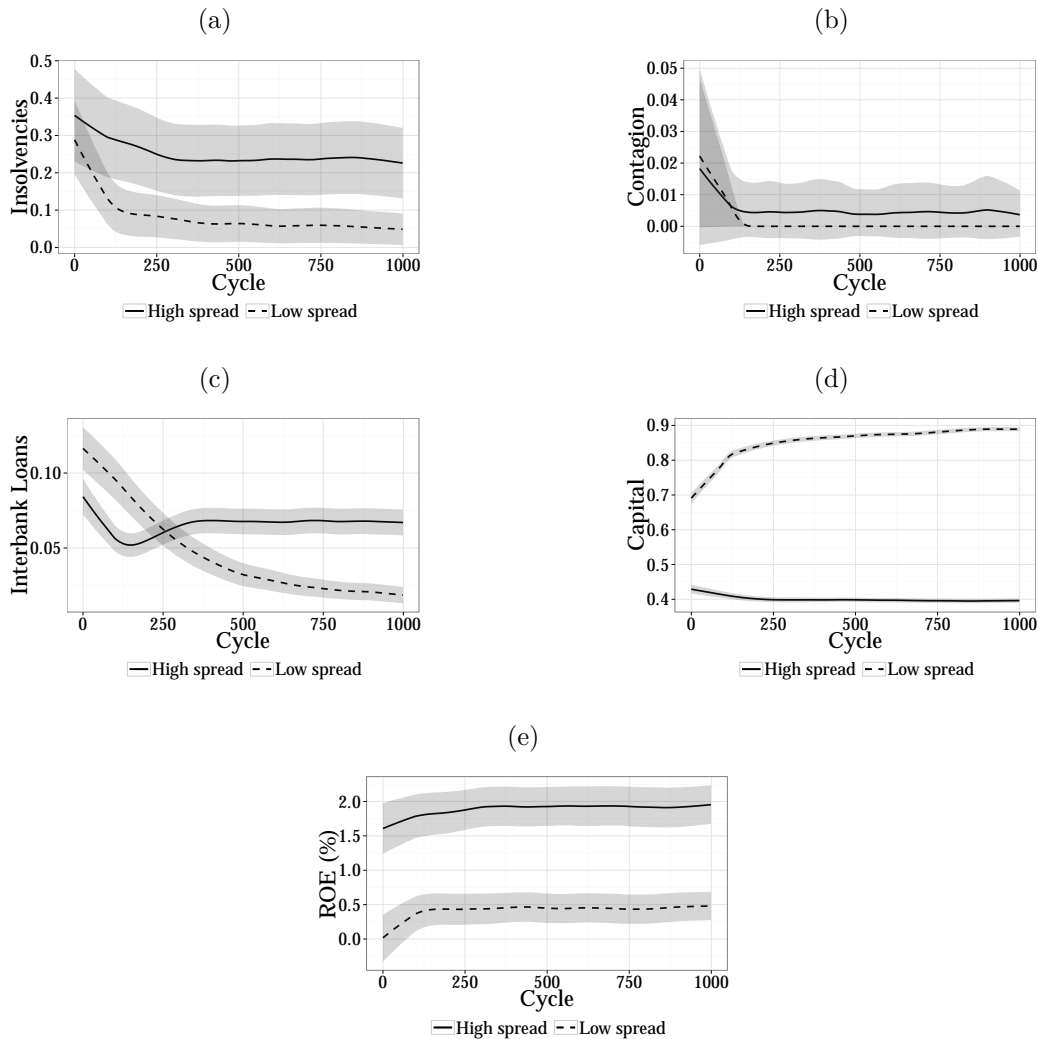 (a)
Insolvencies
0.5
0.4
0.3
0.2
0.1
0.0
0 250 500 750 1000
Cycle
High spread Low spread
(b)
Contagion
0.05
0.04
0.03
0.02
0.01
0.00
0 250 500 750 1000
Cycle
High spread Low spread
(c)
Interbank Loans
0.10
0.05
0 250 500 750 1000
Cycle
High spread Low spread
(d)
Capital
0.9
0.8
0.7
0.6
0.5
0.4
0 250 500 750 1000
Cycle
High spread Low spread
(e)
ROE (%)
2.0
1.5
1.0
0.5
0.0
0 250 500 750 1000
Cycle
High spread Low spread